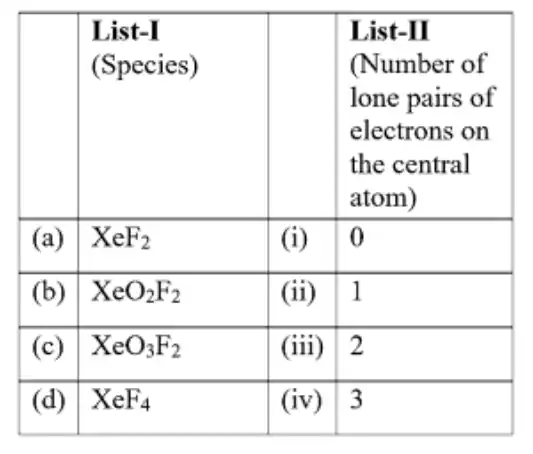 List-I List-II
(Species) (Number of
lone pairs of
electrons on
the central
atom)
(a) XeF₂ (i) 0
(b) XeO₂F₂ (ii) 1
(c) XeO₃F₂ (iii) 2
(d) XeF₄ (iv) 3